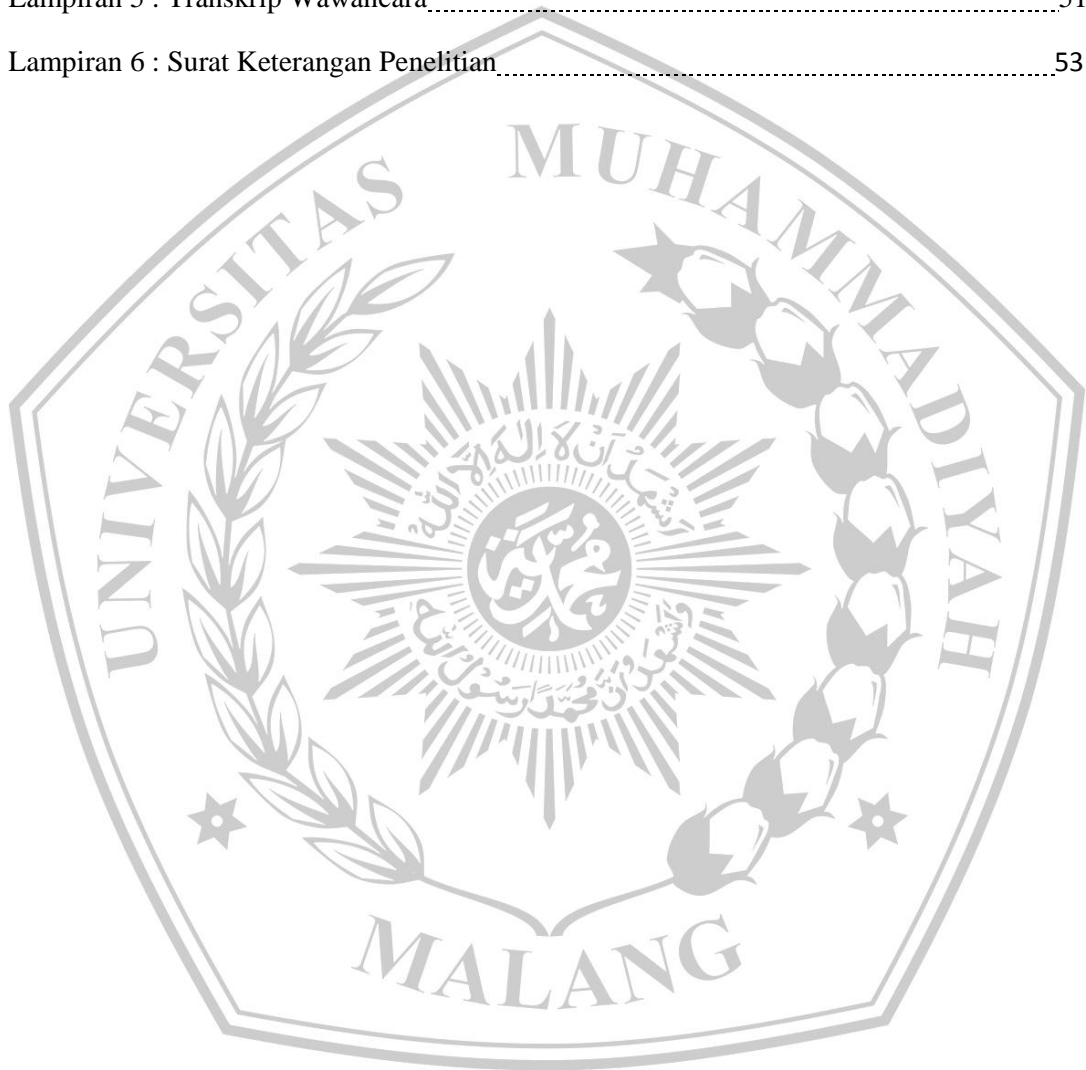 Lampiran 5 : Transkrip Wawancara 51
Lampiran 6 : Surat Keterangan Penelitian 53
UNIVERSITAS MUHAMMADIYAH
MALANG